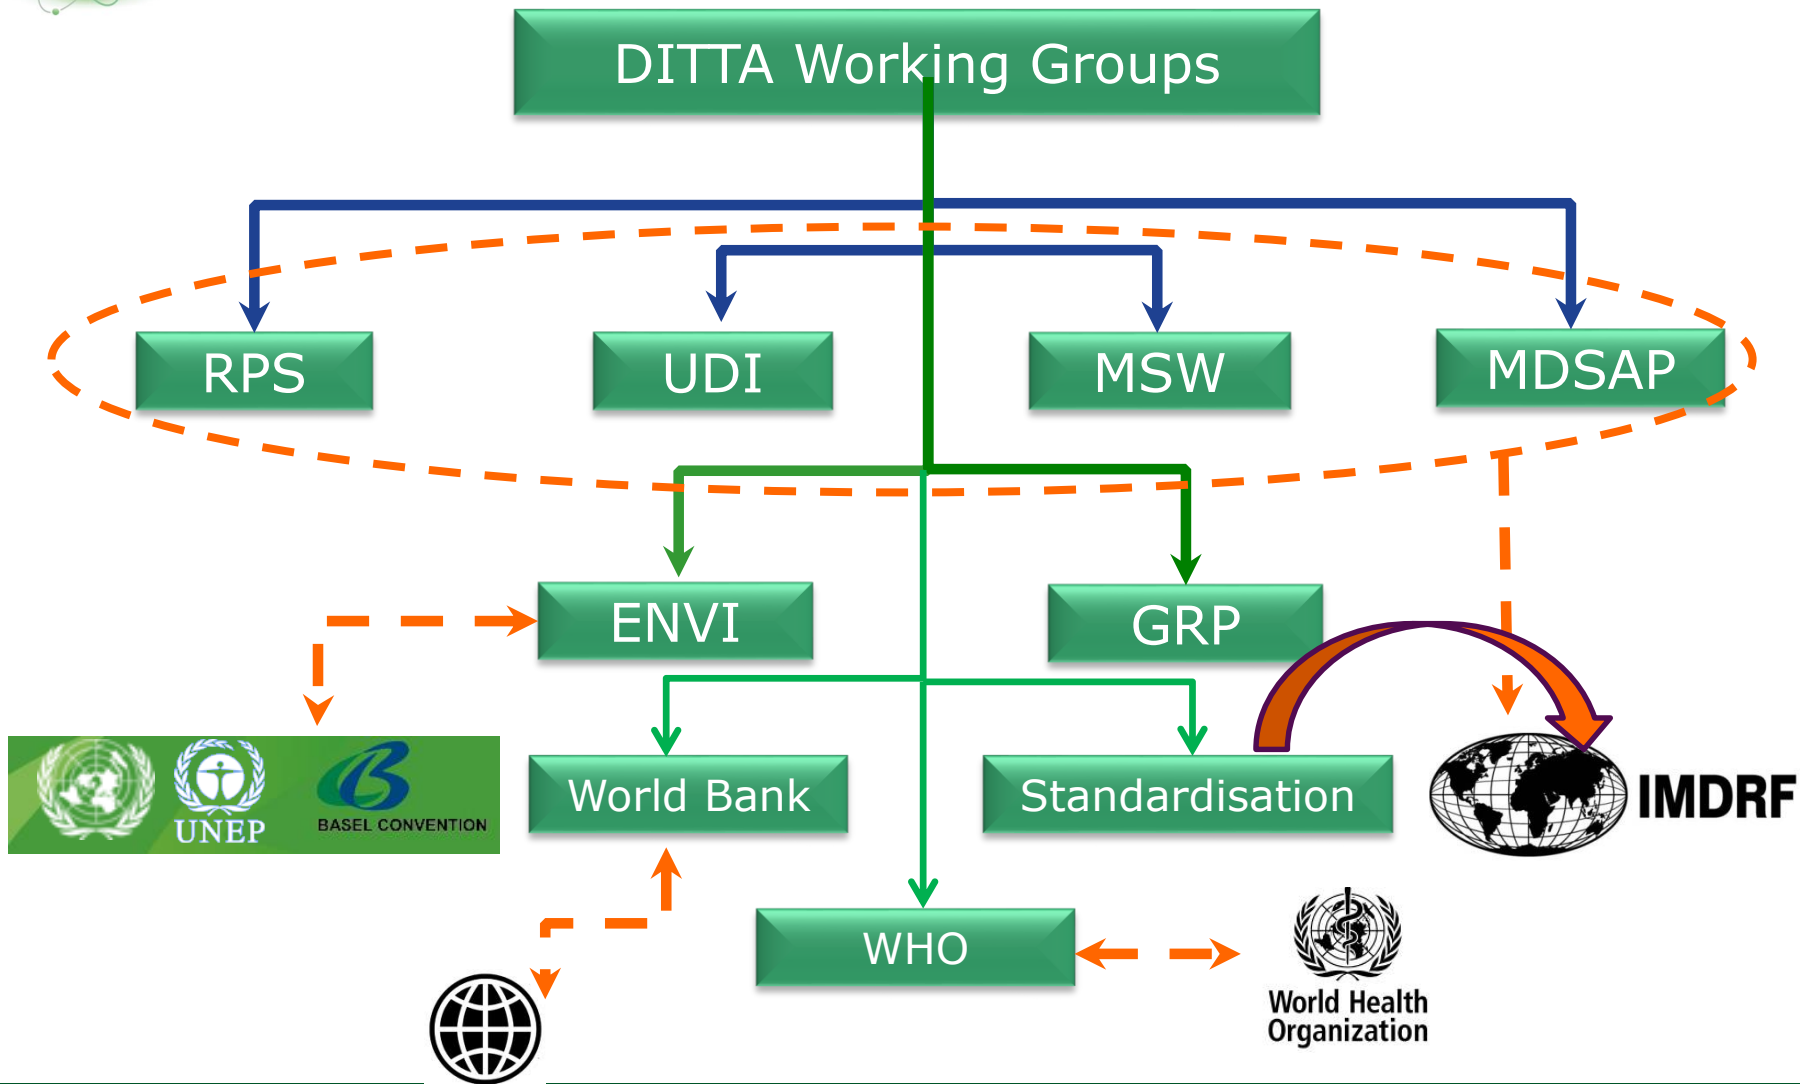 DITTA Working Groups
RPS
UDI
MSW
MDSAP
ENVI
GRP
UNEP
BASEL CONVENTION
World Bank
Standardisation
IMDRF
WHO
World Health
Organization